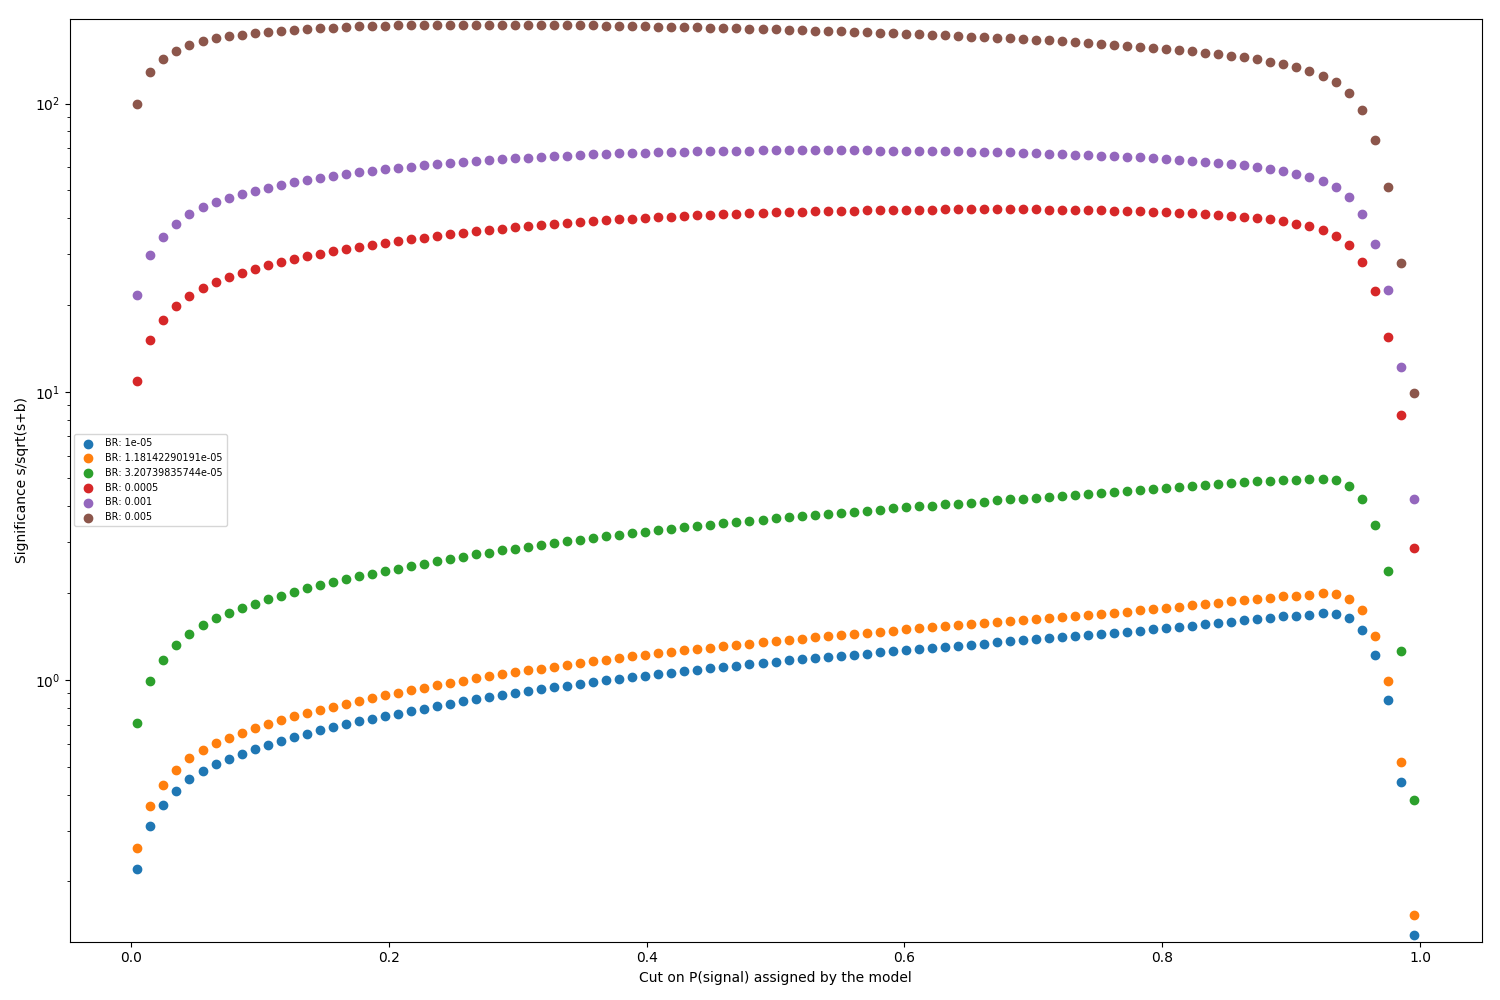 10²
10¹
10⁰
Significance s/sqrt(s+b)
BR: 1e-05
BR: 1.18142290191e-05
BR: 3.20739835744e-05
BR: 0.0005
BR: 0.001
BR: 0.005
0.0 0.2 0.4 0.6 0.8 1.0
Cut on P(signal) assigned by the model